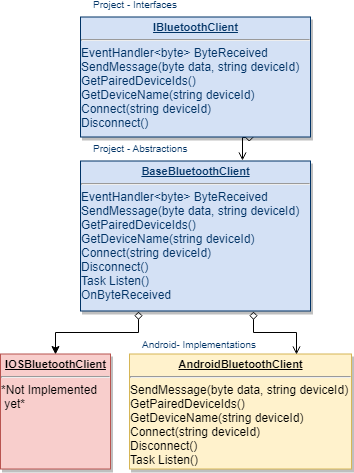 Project - Interfaces
IBluetoothClient
EventHandler<byte> ByteReceived
SendMessage(byte data, string deviceId)
GetPairedDeviceIds()
GetDeviceName(string deviceId)
Connect(string deviceId)
Disconnect()
Project - Abstractions
BaseBluetoothClient
EventHandler<byte> ByteReceived
SendMessage(byte data, string deviceId)
GetPairedDeviceIds()
GetDeviceName(string deviceId)
Connect(string deviceId)
Disconnect()
Task Listen()
OnByteReceived
Android- Implementations
IOSBluetoothClient
*Not Implemented
yet*
AndroidBluetoothClient
SendMessage(byte data, string deviceId)
GetPairedDeviceIds()
GetDeviceName(string deviceId)
Connect(string deviceId)
Disconnect()
Task Listen()